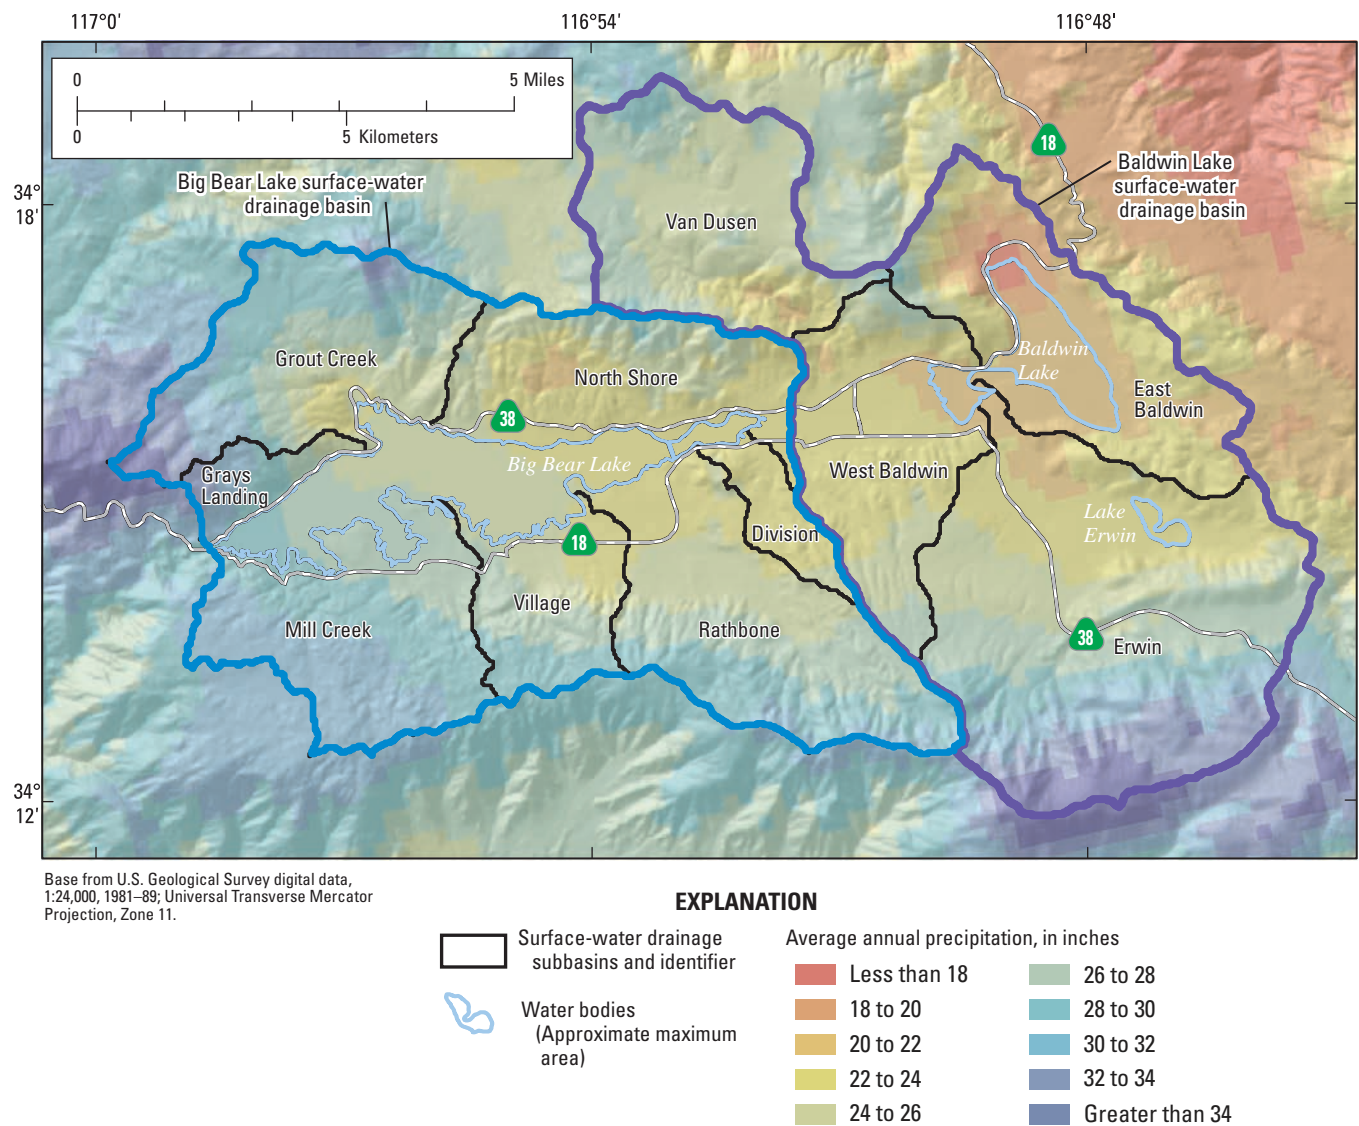 117°0'
116°54'
116°48'
0
5 Miles
0
5 Kilometers
18
Big Bear Lake surface-water
drainage basin
Baldwin Lake
surface-water
drainage basin
34°
18'
Van Dusen
Grout Creek
North Shore
Baldwin
Lake
East
Baldwin
38
Grays
Landing
Big Bear Lake
West Baldwin
Lake
Erwin
18
Division
Village
Mill Creek
Rathbone
38
Erwin
34°
12'
Base from U.S. Geological Survey digital data,
1:24,000, 1981–89; Universal Transverse Mercator
Projection, Zone 11.
EXPLANATION
Surface-water drainage
subbasins and identifier
Water bodies
(Approximate maximum
area)
Average annual precipitation, in inches
Less than 18
18 to 20
20 to 22
22 to 24
24 to 26
26 to 28
28 to 30
30 to 32
32 to 34
Greater than 34